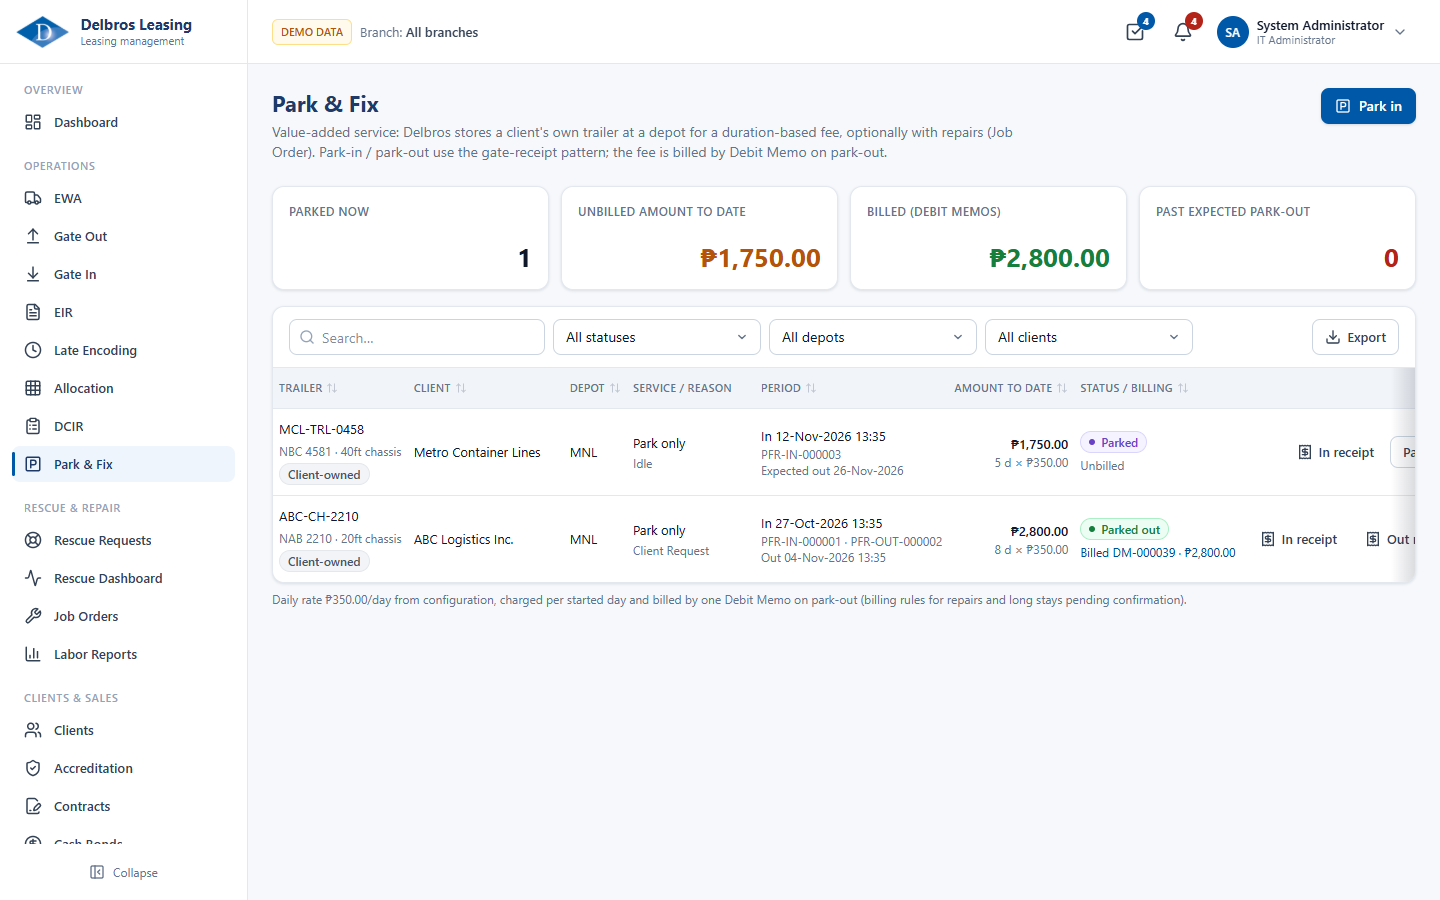 Delbros Leasing
Leasing management
DEMO DATA
Branch: All branches
4
4
SA
System Administrator
IT Administrator
OVERVIEW
Dashboard
OPERATIONS
EWA
Gate Out
Gate In
EIR
Late Encoding
Allocation
DCIR
Park & Fix
RESCUE & REPAIR
Rescue Requests
Rescue Dashboard
Job Orders
Labor Reports
CLIENTS & SALES
Clients
Accreditation
Contracts
Cash Bonds
Collapse
Park & Fix
Value-added service: Delbros stores a client's own trailer at a depot for a duration-based fee, optionally with repairs (Job
Order). Park-in / park-out use the gate-receipt pattern; the fee is billed by Debit Memo on park-out.
Park in
PARKED NOW
1
UNBILLED AMOUNT TO DATE
₱1,750.00
BILLED (DEBIT MEMOS)
₱2,800.00
PAST EXPECTED PARK-OUT
0
Search...
All statuses
All depots
All clients
Export
TRAILER CLIENT DEPOT SERVICE / REASON PERIOD AMOUNT TO DATE STATUS / BILLING
MCL-TRL-0458
NBC 4581 · 40ft chassis
Client-owned
Metro Container Lines
MNL
Park only
Idle
In 12-Nov-2026 13:35
PFR-IN-000003
Expected out 26-Nov-2026
₱1,750.00
5 d × ₱350.00
Parked
Unbilled
In receipt
Pa
ABC-CH-2210
NAB 2210 · 20ft chassis
Client-owned
ABC Logistics Inc.
MNL
Park only
Client Request
In 27-Oct-2026 13:35
PFR-IN-000001 · PFR-OUT-000002
Out 04-Nov-2026 13:35
₱2,800.00
8 d × ₱350.00
Parked out
Billed DM-000039 · ₱2,800.00
In receipt
Out
Daily rate ₱350.00/day from configuration, charged per started day and billed by one Debit Memo on park-out (billing rules for repairs and long stays pending confirmation).